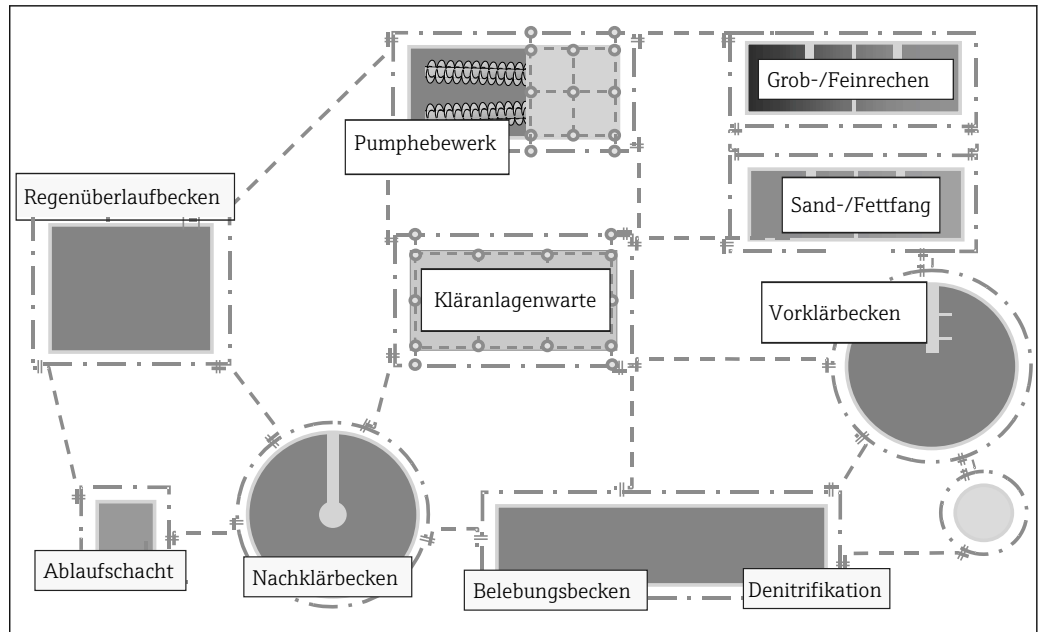 Grob-/Feinrechen
Pumphebewerk
Regenüberlaufbecken
Sand-/Fettfang
Kläranlagenwarte
Vorklärbecken
Ablaufschacht
Nachklärbecken
Belebungsbecken
Denitrifikation